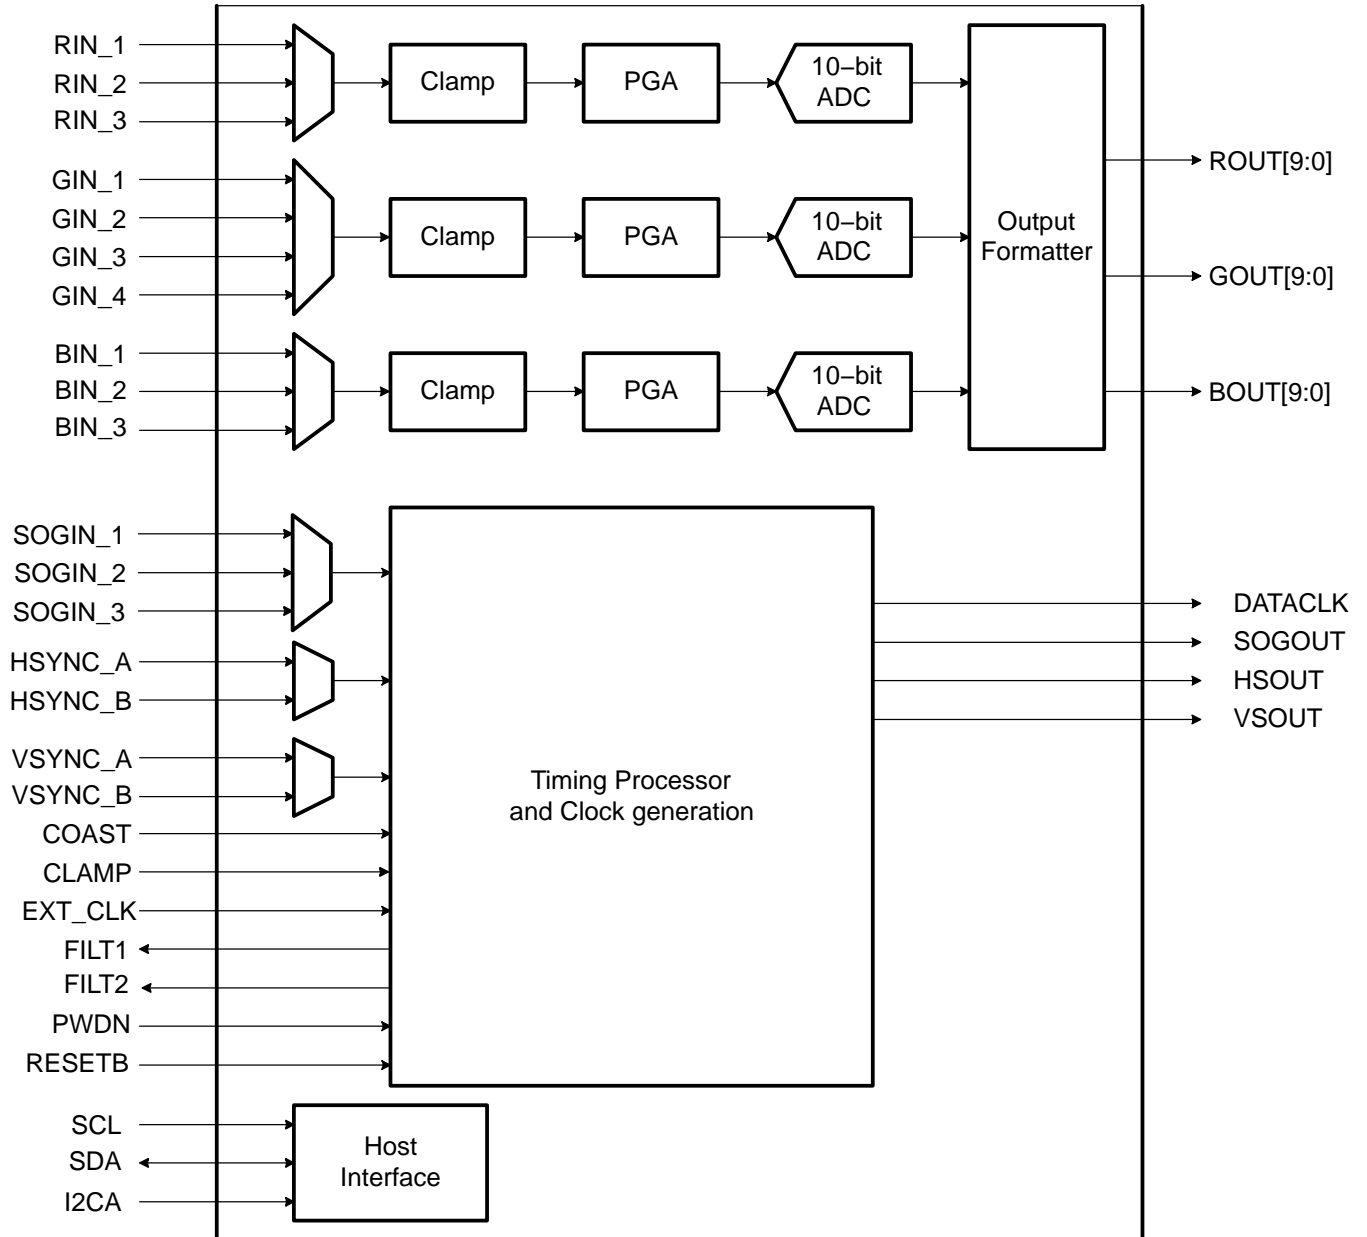 RIN_1
RIN_2
RIN_3
Clamp
PGA
10−bit
ADC
GIN_1
GIN_2
GIN_3
GIN_4
Clamp
PGA
10−bit
ADC
BIN_1
BIN_2
BIN_3
Clamp
PGA
10−bit
ADC
Output
Formatter
ROUT[9:0]
GOUT[9:0]
BOUT[9:0]
SOGIN_1
SOGIN_2
SOGIN_3
HSYNC_A
HSYNC_B
VSYNC_A
VSYNC_B
COAST
CLAMP
EXT_CLK
FILT1
FILT2
PWDN
RESETB
Timing Processor
and Clock generation
DATACLK
SOGOUT
HSOUT
VSOUT
SCL
SDA
I2CA
Host
Interface